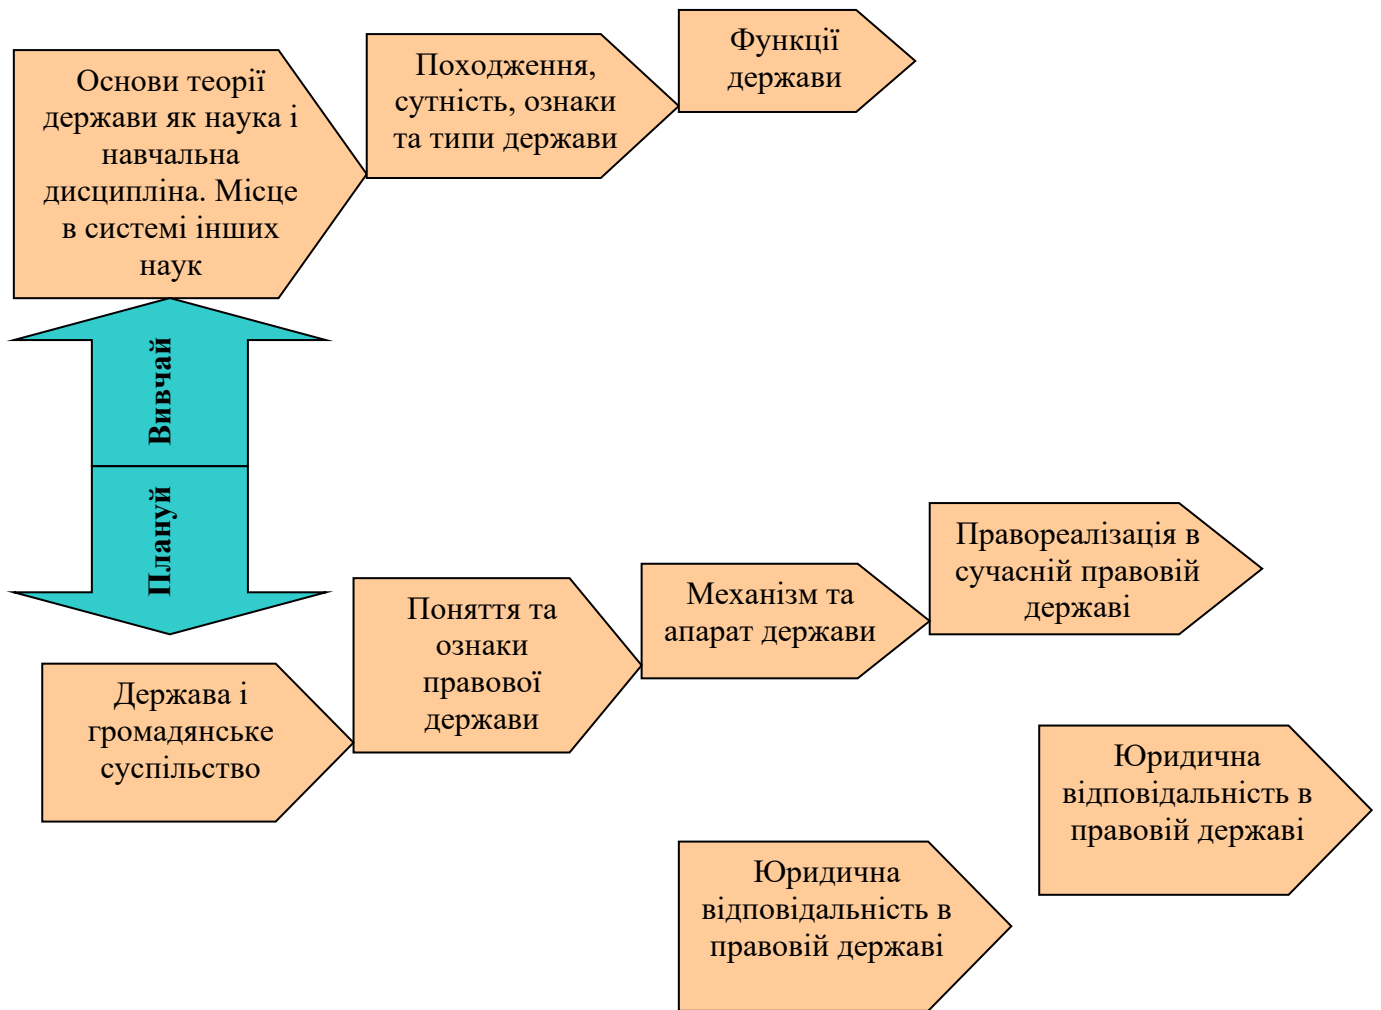 Основи теорії
держави як наука і
навчальна
дисципліна. Місце
в системі інших
наук
Походження,
сутність, ознаки
та типи держави
Функції
держави
Вивчай
Плануй
Держава і
громадянське
суспільство
Поняття та
ознаки
правової
держави
Механізм та
апарат держави
Правореалізація в
сучасній правовій
державі
Юридична
відповідальність в
правовій державі
Юридична
відповідальність в
правовій державі